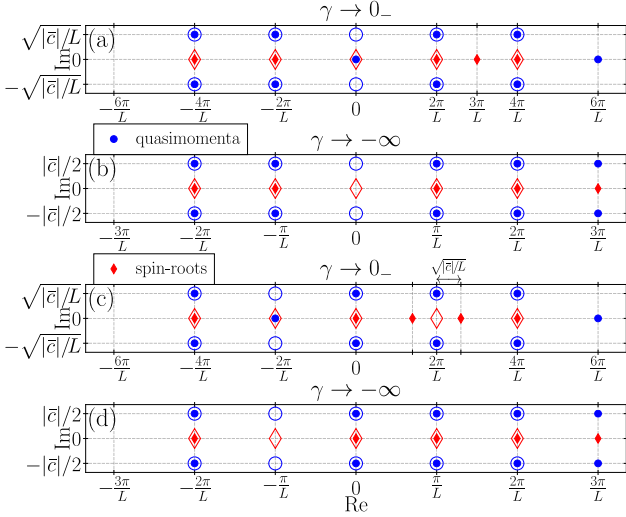 γ → 0₋
√|c̄|/L
(a)
Im
0
−√|c̄|/L
−6π/L −4π/L −2π/L 0 2π/L 3π/L 4π/L 6π/L
quasimomenta
γ → −∞
|c̄|/2
(b)
Im
0
−|c̄|/2
−3π/L −2π/L −π/L 0 π/L 2π/L 3π/L
spin-roots
γ → 0₋
√|c̄|/L
√|c̄|/L
(c)
Im
0
−√|c̄|/L
−6π/L −4π/L −2π/L 0 2π/L 4π/L 6π/L
γ → −∞
|c̄|/2
(d)
Im
0
−|c̄|/2
−3π/L −2π/L −π/L 0 π/L 2π/L 3π/L
Re